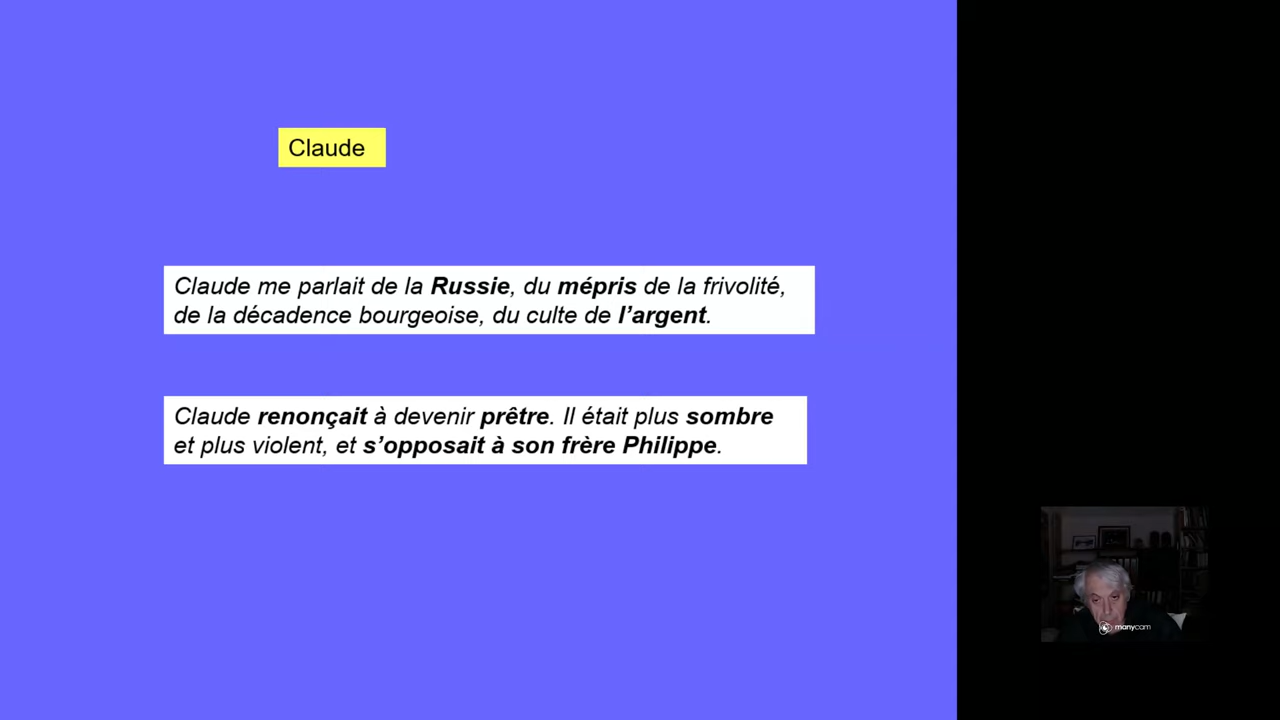 Claude
Claude me parlait de la Russie, du mépris de la frivolité,
de la décadence bourgeoise, du culte de l’argent.
Claude renonçait à devenir prêtre. Il était plus sombre
et plus violent, et s’opposait à son frère Philippe.
manycam